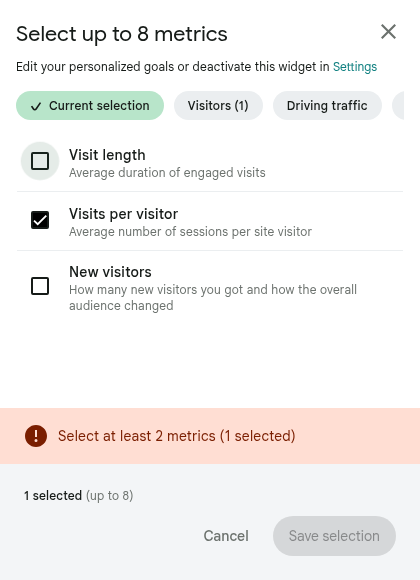 Select up to 8 metrics
Edit your personalized goals or deactivate this widget in Settings
Current selection
Visitors (1)
Driving traffic
Visit length
Average duration of engaged visits
Visits per visitor
Average number of sessions per site visitor
New visitors
How many new visitors you got and how the overall
audience changed
Select at least 2 metrics (1 selected)
1 selected (up to 8)
Cancel
Save selection